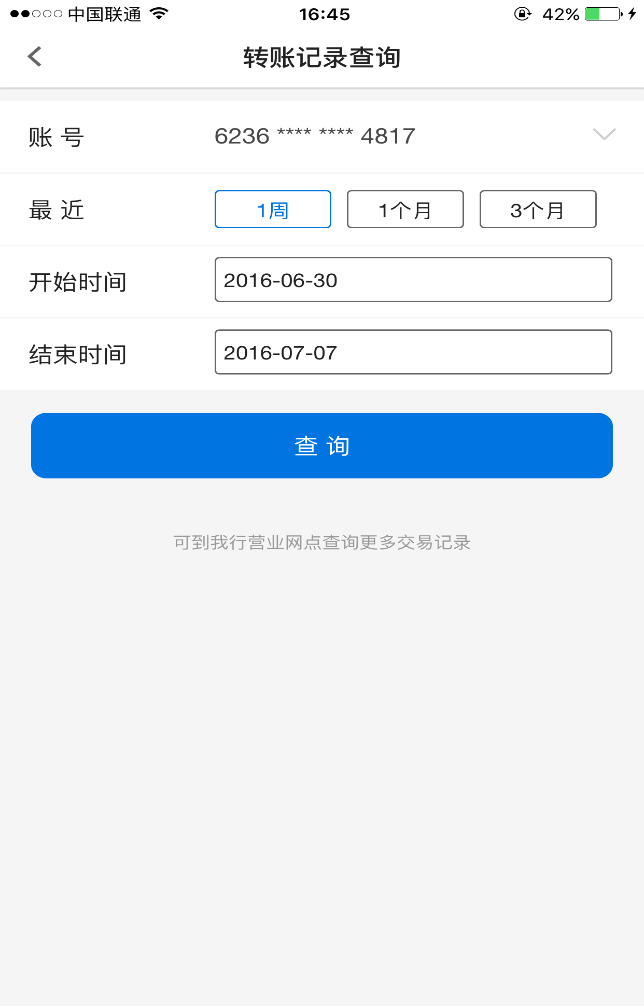 中国联通 16:45 42%
转账记录查询
账 号 6236 **** **** 4817
最 近 1周 1个月 3个月
开始时间 2016-06-30
结束时间 2016-07-07
查 询
可到我行营业网点查询更多交易记录